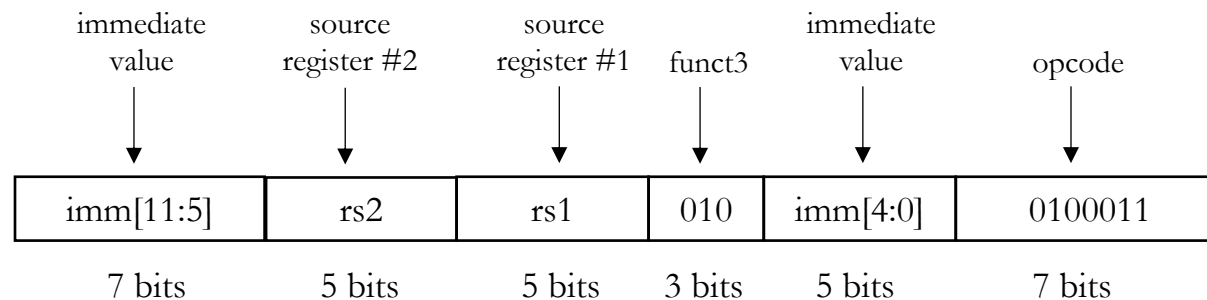 immediate value
source register #2
source register #1
funct3
immediate value
opcode
imm[11:5] rs2 rs1 010 imm[4:0] 0100011
7 bits 5 bits 5 bits 3 bits 5 bits 7 bits